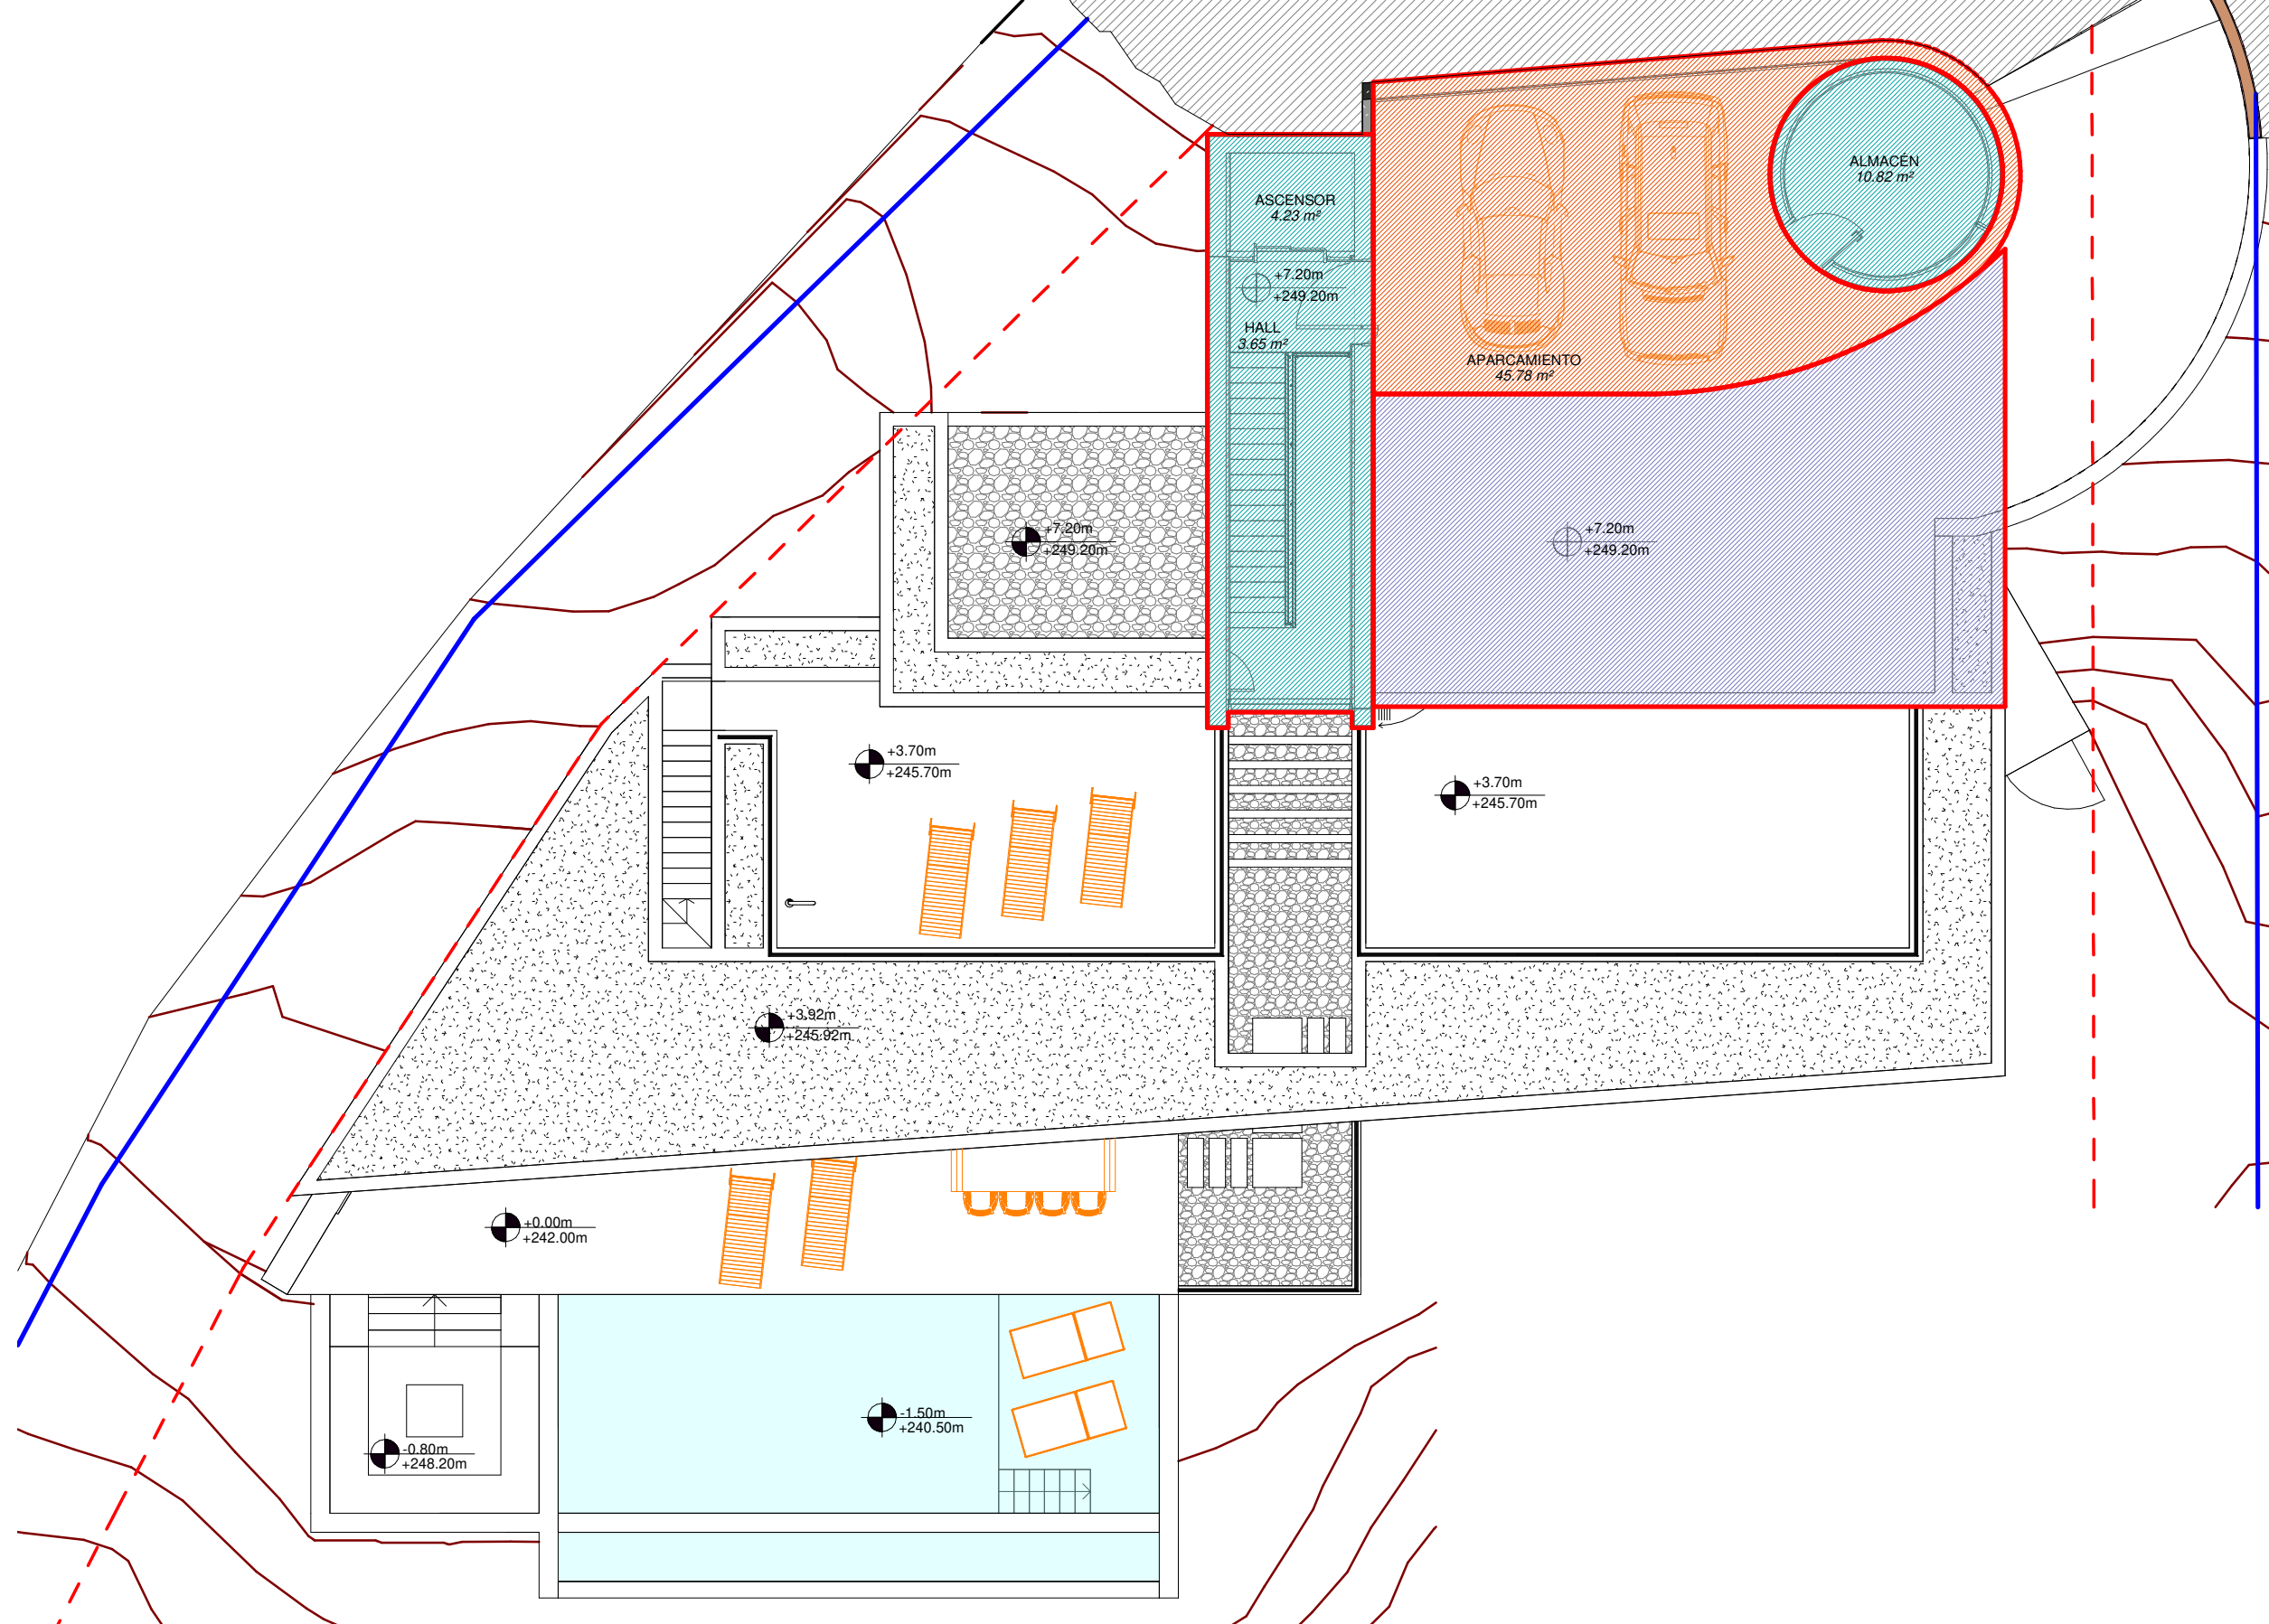 ALMACÉN
10.82 m²
ASCENSOR
4.23 m²
+7.20m
+249.20m
HALL
3.65 m²
APARCAMIENTO
45.78 m²
+7.20m
+249.20m
+7.20m
+249.20m
+3.70m
+245.70m
+3.70m
+245.70m
+3.92m
+245.92m
+0.00m
+242.00m
-1.50m
+240.50m
-0.80m
+248.20m